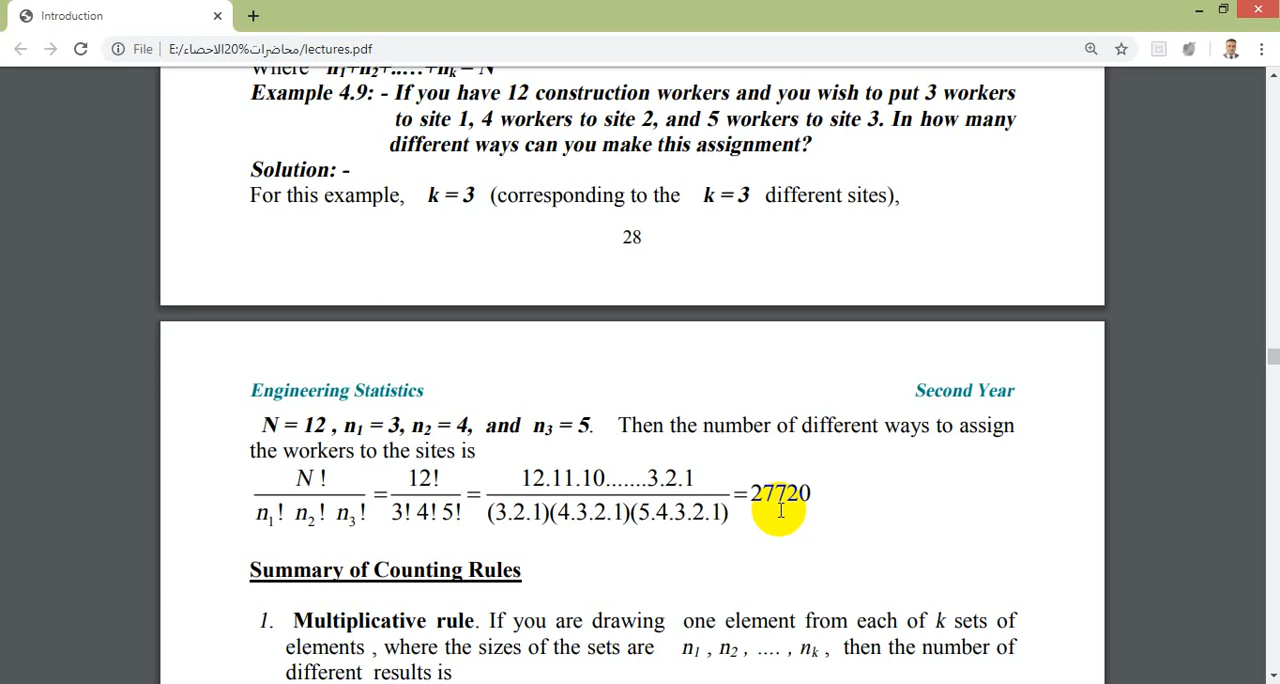 Introduction
File
E:/محاضرات%20الاحصاء/lectures.pdf
Where n1+n2+.....+nk = N
Example 4.9: - If you have 12 construction workers and you wish to put 3 workers
to site 1, 4 workers to site 2, and 5 workers to site 3. In how many
different ways can you make this assignment?
Solution: -
For this example, k = 3 (corresponding to the k = 3 different sites),
28
Engineering Statistics Second Year
N = 12 , n1 = 3, n2 = 4, and n3 = 5. Then the number of different ways to assign
the workers to the sites is
N ! / n1! n2! n3! = 12! / 3! 4! 5! = 12.11.10.......3.2.1 / (3.2.1)(4.3.2.1)(5.4.3.2.1) = 27720
Summary of Counting Rules
1. Multiplicative rule. If you are drawing one element from each of k sets of
elements , where the sizes of the sets are n1 , n2 , .... , nk , then the number of
different results is